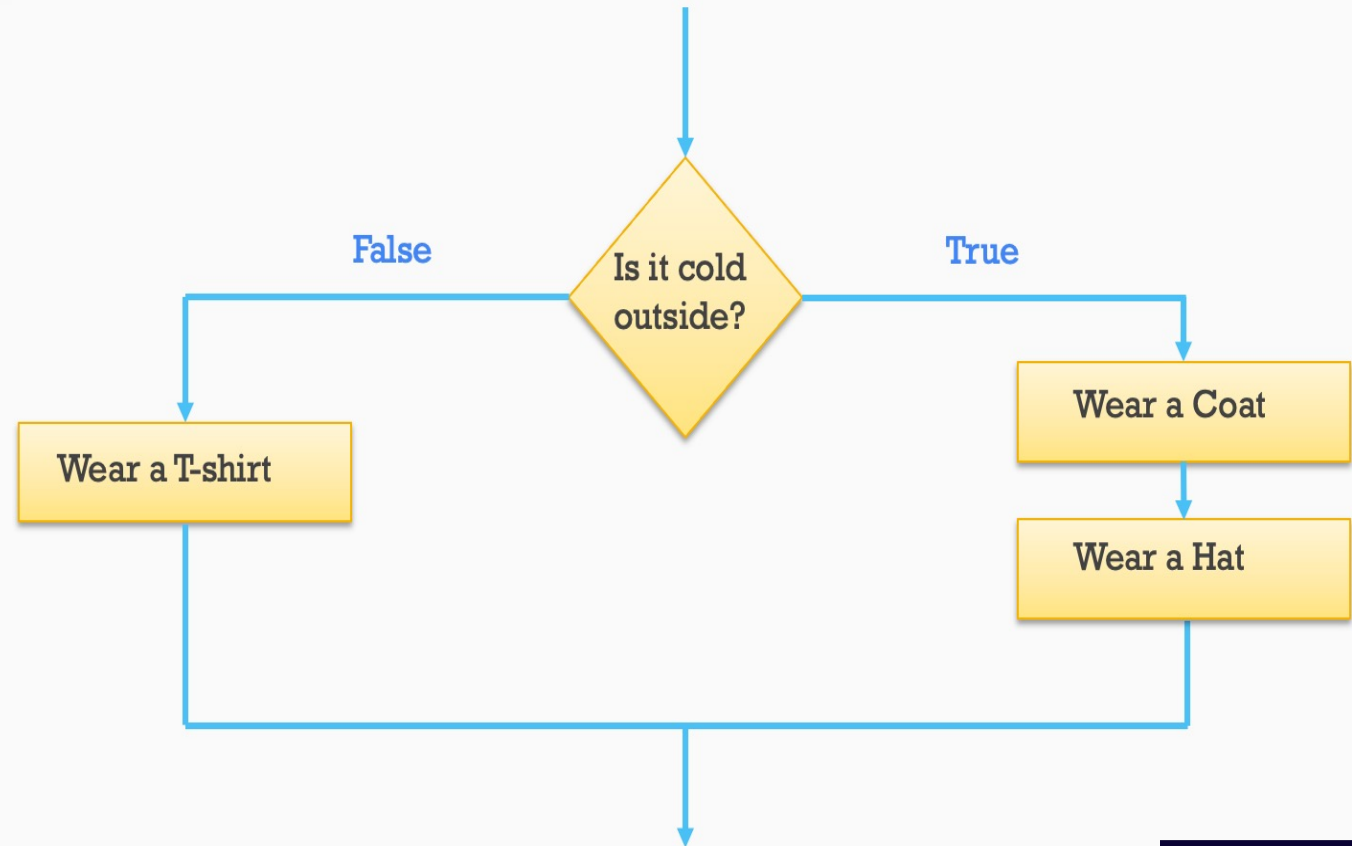 False
True
Is it cold
outside?
Wear a Coat
Wear a T-shirt
Wear a Hat